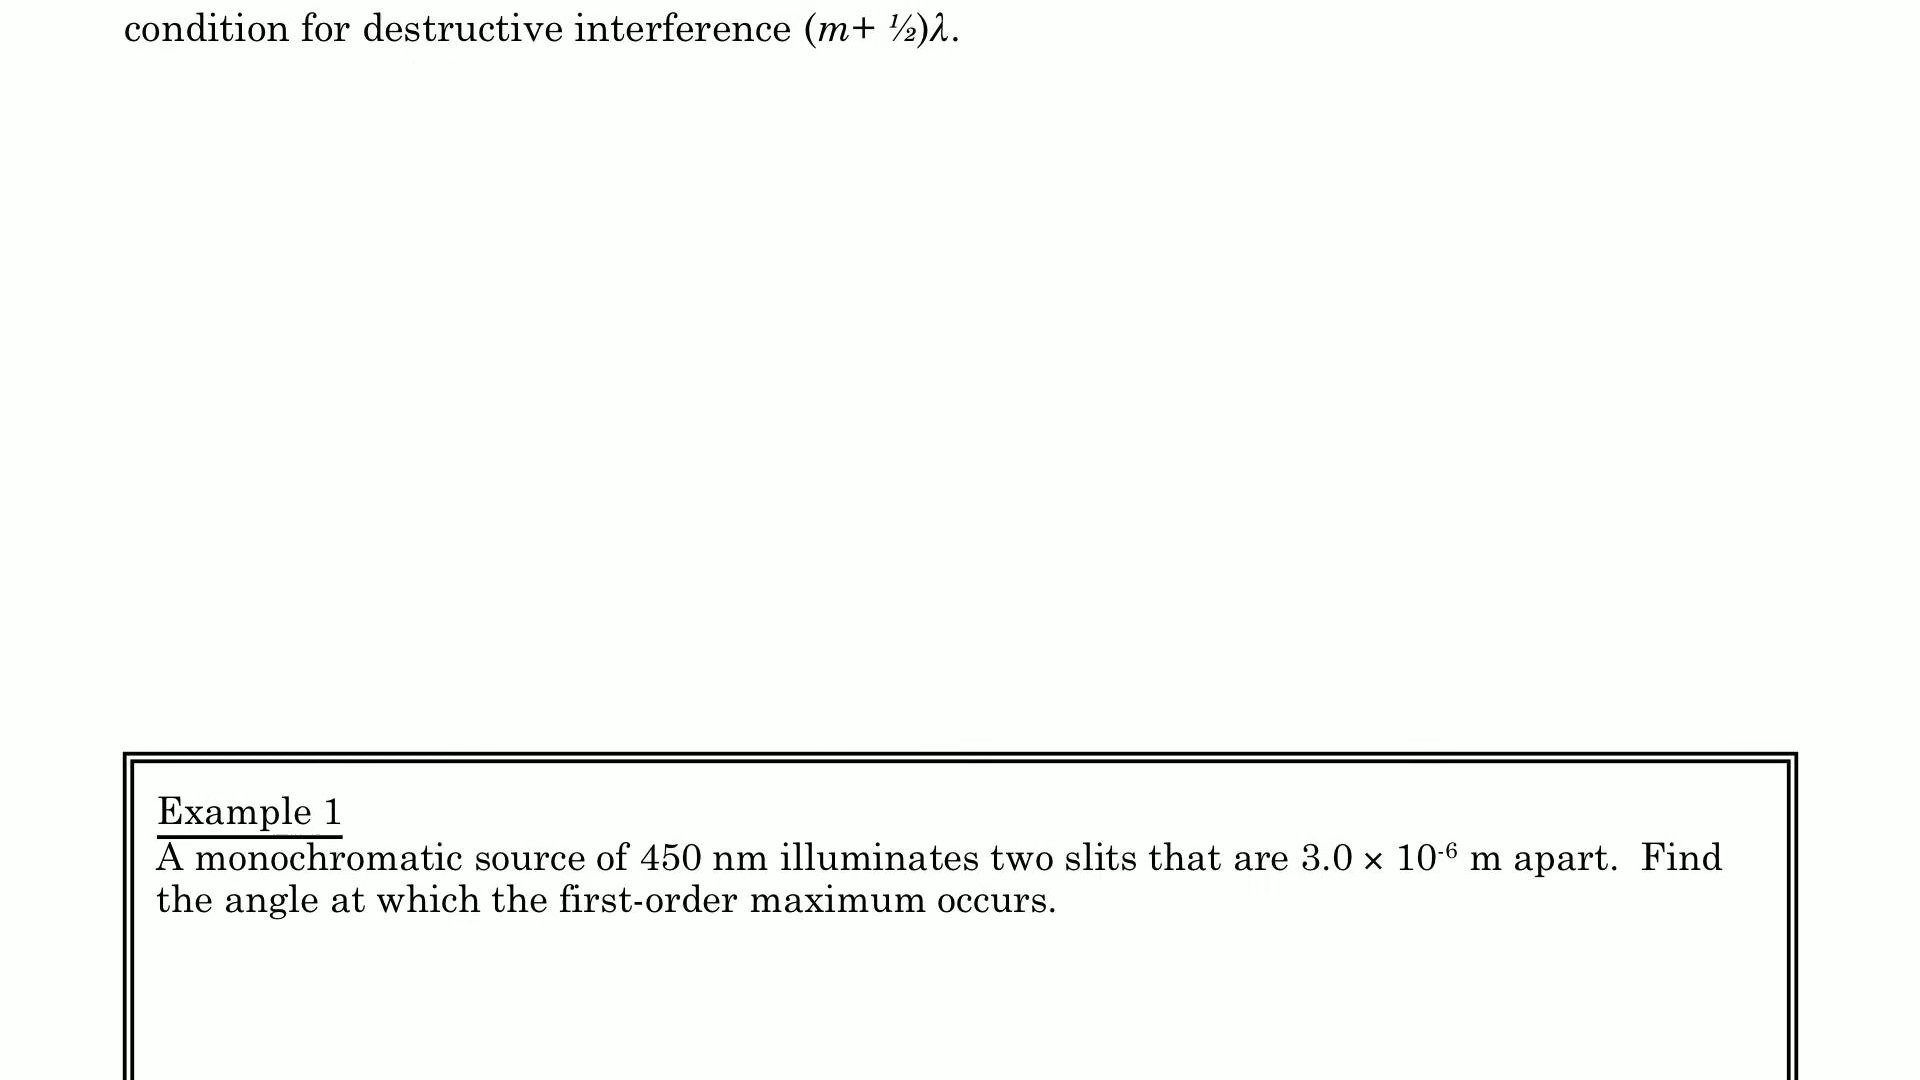 condition for destructive interference (m+ ½)λ.
Example 1
A monochromatic source of 450 nm illuminates two slits that are 3.0 × 10⁻⁶ m apart.  Find
the angle at which the first-order maximum occurs.